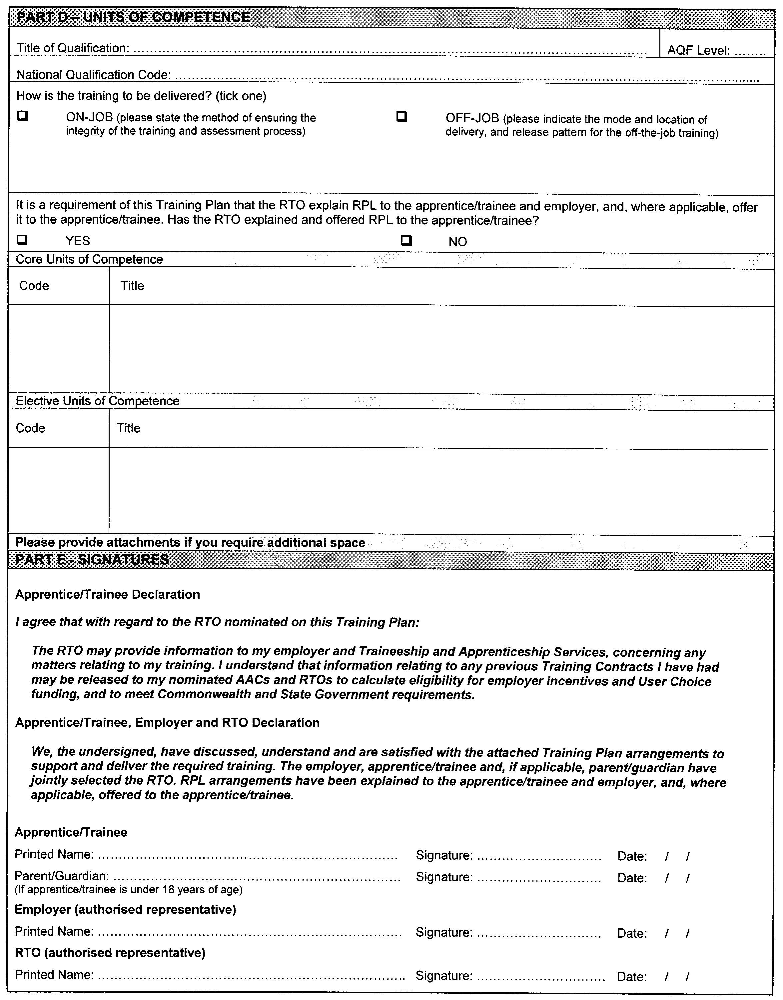 PART D – UNITS OF COMPETENCE
Title of Qualification: ........................................................................................................................... AQF Level: ........
National Qualification Code: ...............................................................................................................................................
How is the training to be delivered? (tick one)
❑ ON-JOB (please state the method of ensuring the
integrity of the training and assessment process)
❑ OFF-JOB (please indicate the mode and location of
delivery, and release pattern for the off-the-job training)
It is a requirement of this Training Plan that the RTO explain RPL to the apprentice/trainee and employer, and, where applicable, offer
it to the apprentice/trainee. Has the RTO explained and offered RPL to the apprentice/trainee?
❑ YES ❑ NO
Core Units of Competence
Code Title
Elective Units of Competence
Code Title
Please provide attachments if you require additional space
PART E - SIGNATURES
Apprentice/Trainee Declaration
I agree that with regard to the RTO nominated on this Training Plan:
The RTO may provide information to my employer and Traineeship and Apprenticeship Services, concerning any
matters relating to my training. I understand that information relating to any previous Training Contracts I have had
may be released to my nominated AACs and RTOs to calculate eligibility for employer incentives and User Choice
funding, and to meet Commonwealth and State Government requirements.
Apprentice/Trainee, Employer and RTO Declaration
We, the undersigned, have discussed, understand and are satisfied with the attached Training Plan arrangements to
support and deliver the required training. The employer, apprentice/trainee and, if applicable, parent/guardian have
jointly selected the RTO. RPL arrangements have been explained to the apprentice/trainee and employer, and, where
applicable, offered to the apprentice/trainee.
Apprentice/Trainee
Printed Name: ........................................................................ Signature: .............................. Date: / /
Parent/Guardian: ..................................................................... Signature: .............................. Date: / /
(If apprentice/trainee is under 18 years of age)
Employer (authorised representative)
Printed Name: ......................................................................... Signature: .............................. Date: / /
RTO (authorised representative)
Printed Name: .......................................................................... Signature: ............................... Date: / /